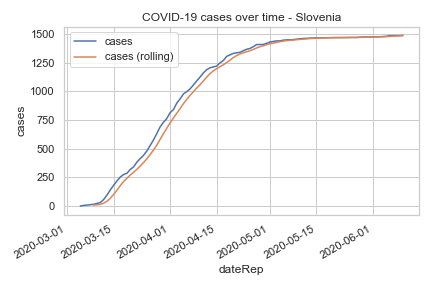 COVID-19 cases over time - Slovenia
cases
cases (rolling)
1500
1250
1000
750
500
250
0
cases
2020-03-01
2020-03-15
2020-04-01
2020-04-15
2020-05-01
2020-05-15
2020-06-01
dateRep